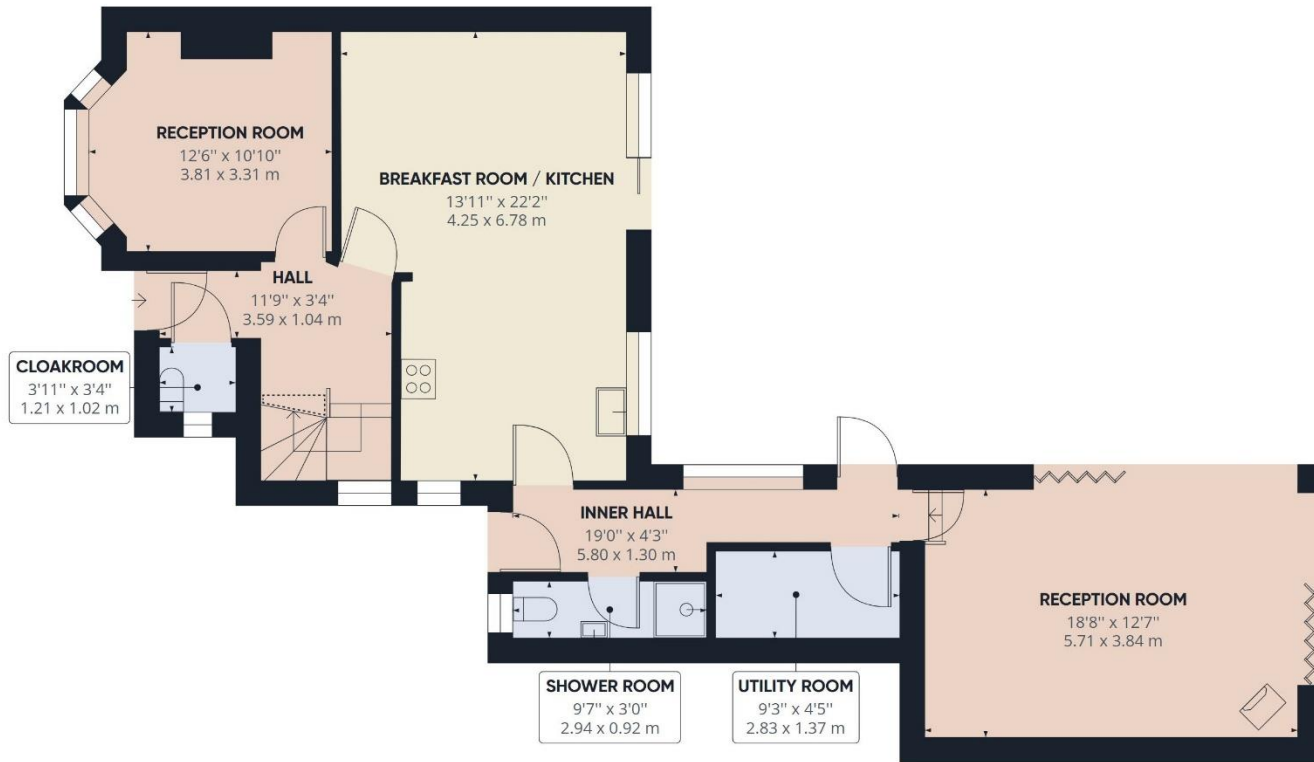 RECEPTION ROOM
12'6" x 10'10"
3.81 x 3.31 m
BREAKFAST ROOM / KITCHEN
13'11" x 22'2"
4.25 x 6.78 m
HALL
11'9" x 3'4"
3.59 x 1.04 m
CLOAKROOM
3'11" x 3'4"
1.21 x 1.02 m
INNER HALL
19'0" x 4'3"
5.80 x 1.30 m
RECEPTION ROOM
18'8" x 12'7"
5.71 x 3.84 m
SHOWER ROOM
9'7" x 3'0"
2.94 x 0.92 m
UTILITY ROOM
9'3" x 4'5"
2.83 x 1.37 m